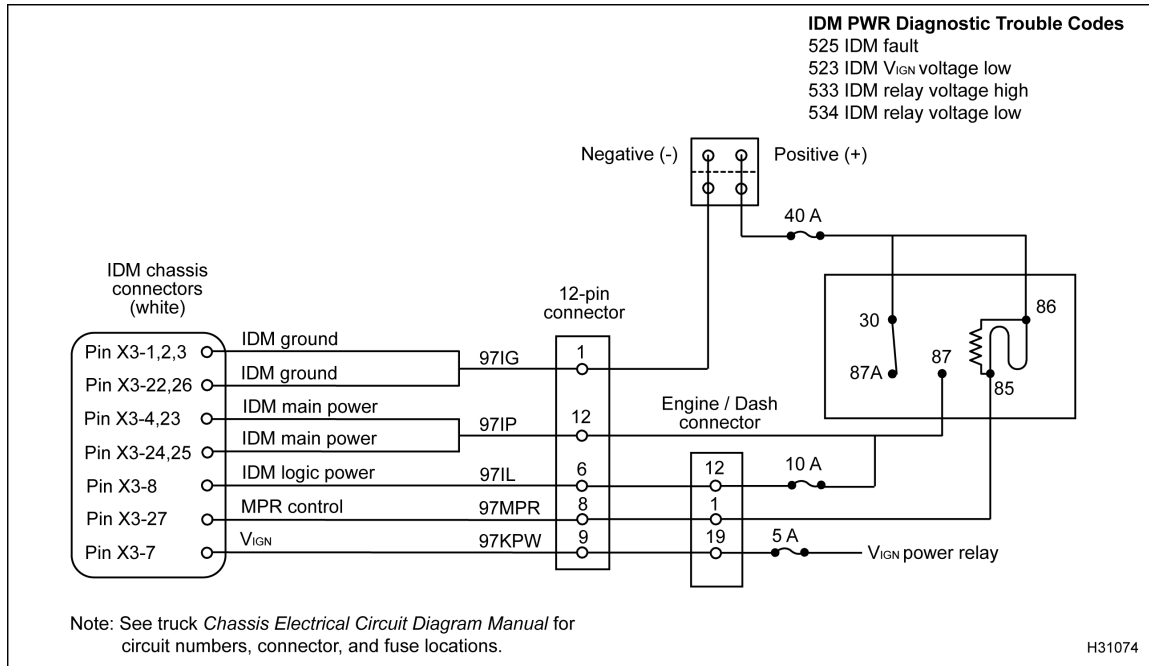 IDM PWR Diagnostic Trouble Codes
525 IDM fault
523 IDM VIGN voltage low
533 IDM relay voltage high
534 IDM relay voltage low
Negative (-)
Positive (+)
40 A
IDM chassis
connectors
(white)
12-pin
connector
30
86
87
87A
85
Pin X3-1,2,3
IDM ground
97IG
1
Pin X3-22,26
IDM ground
Pin X3-4,23
IDM main power
97IP
12
Engine / Dash
connector
Pin X3-24,25
IDM main power
Pin X3-8
IDM logic power
97IL
6
12
10 A
Pin X3-27
MPR control
97MPR
8
1
Pin X3-7
VIGN
97KPW
9
19
5 A
VIGN power relay
Note: See truck Chassis Electrical Circuit Diagram Manual for
circuit numbers, connector, and fuse locations.
H31074